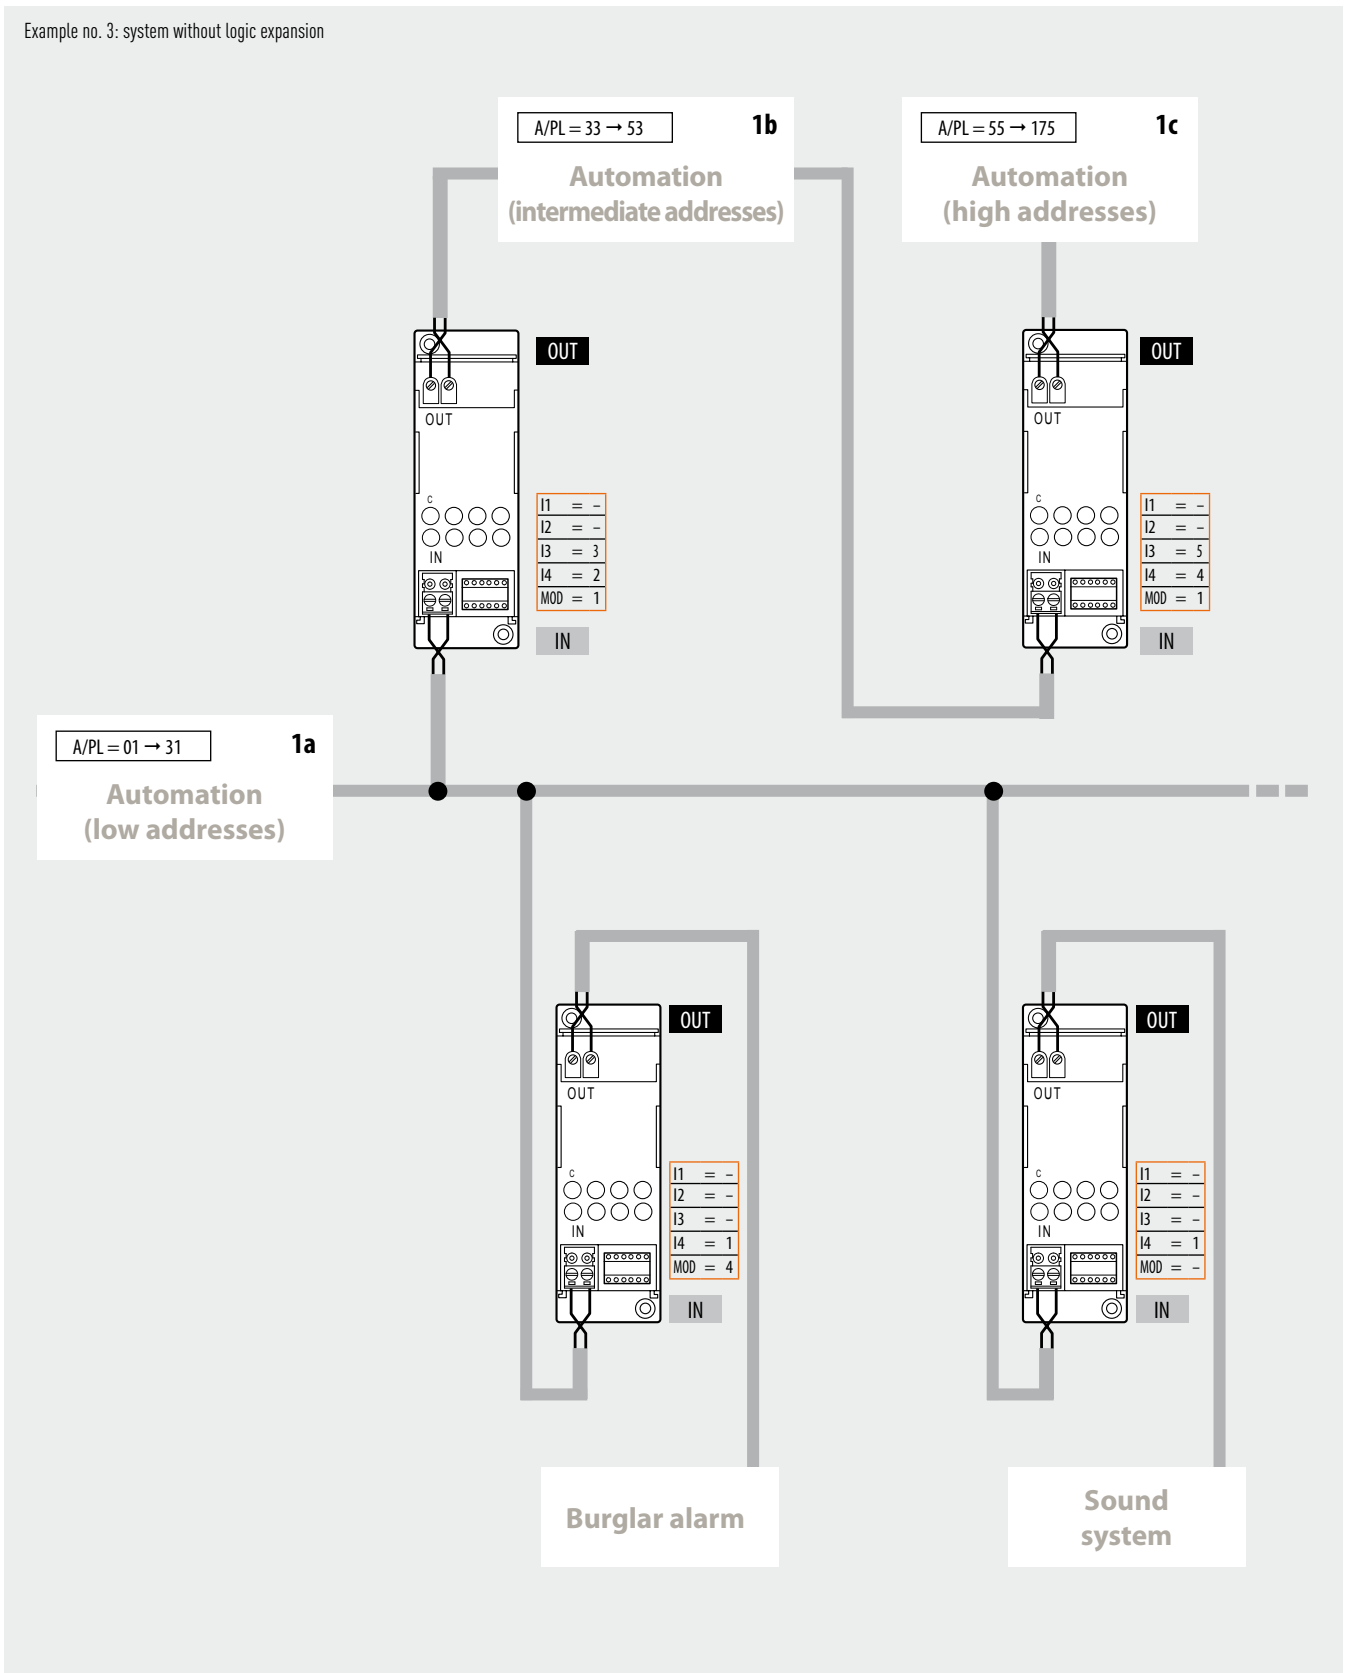 Example no. 3: system without logic expansion
A/PL = 33 → 53
1b
Automation
(intermediate addresses)
A/PL = 55 → 175
1c
Automation
(high addresses)
OUT
OUT
C
IN
I1 = –
I2 = –
I3 = 3
I4 = 2
MOD = 1
IN
OUT
OUT
C
IN
I1 = –
I2 = –
I3 = 5
I4 = 4
MOD = 1
IN
A/PL = 01 → 31
1a
Automation
(low addresses)
OUT
OUT
C
IN
I1 = –
I2 = –
I3 = –
I4 = 1
MOD = 4
IN
OUT
OUT
C
IN
I1 = –
I2 = –
I3 = –
I4 = 1
MOD = –
IN
Burglar alarm
Sound
system